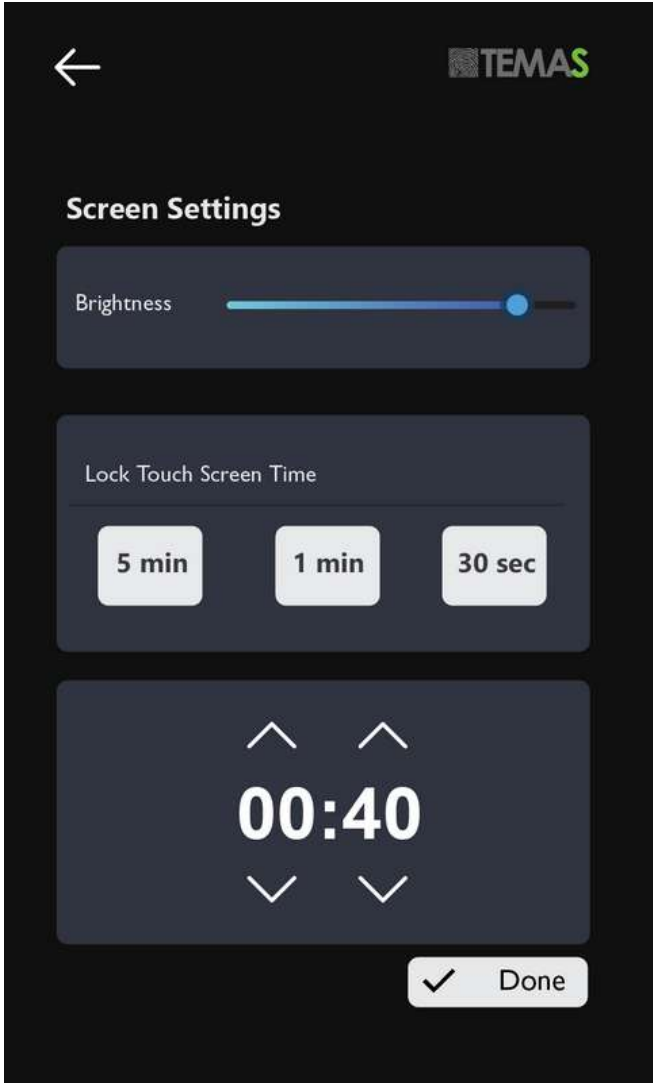 TEMAS
Screen Settings
Brightness
Lock Touch Screen Time
5 min 1 min 30 sec
00:40
Done